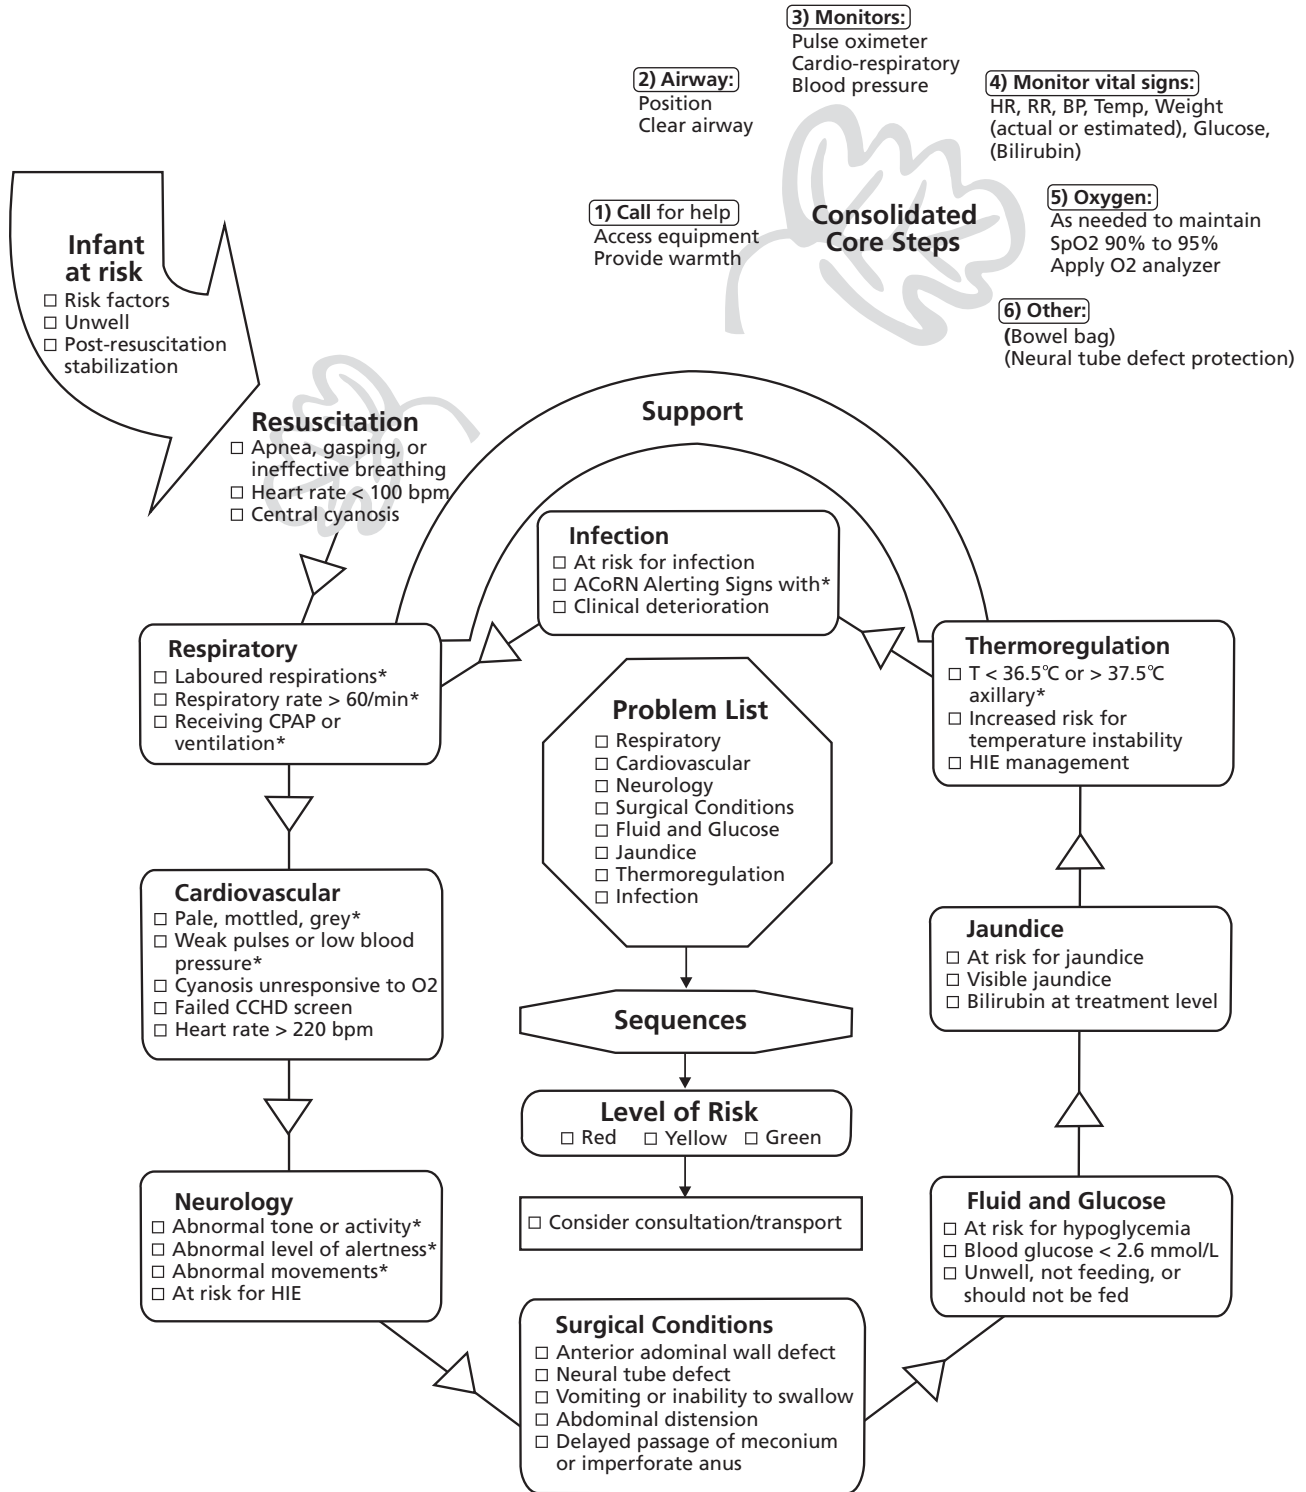 3) Monitors:
Pulse oximeter
Cardio-respiratory
Blood pressure
2) Airway:
Position
Clear airway
4) Monitor vital signs:
HR, RR, BP, Temp, Weight
(actual or estimated), Glucose,
(Bilirubin)
1) Call for help
Access equipment
Provide warmth
Consolidated
Core Steps
5) Oxygen:
As needed to maintain
SpO2 90% to 95%
Apply O2 analyzer
6) Other:
(Bowel bag)
(Neural tube defect protection)
Infant
at risk
☐ Risk factors
☐ Unwell
☐ Post-resuscitation
stabilization
Resuscitation
☐ Apnea, gasping, or
ineffective breathing
☐ Heart rate < 100 bpm
☐ Central cyanosis
Support
Infection
☐ At risk for infection
☐ ACoRN Alerting Signs with*
☐ Clinical deterioration
Respiratory
☐ Laboured respirations*
☐ Respiratory rate > 60/min*
☐ Receiving CPAP or
ventilation*
Cardiovascular
☐ Pale, mottled, grey*
☐ Weak pulses or low blood
pressure*
☐ Cyanosis unresponsive to O2
☐ Failed CCHD screen
☐ Heart rate > 220 bpm
Neurology
☐ Abnormal tone or activity*
☐ Abnormal level of alertness*
☐ Abnormal movements*
☐ At risk for HIE
Surgical Conditions
☐ Anterior adominal wall defect
☐ Neural tube defect
☐ Vomiting or inability to swallow
☐ Abdominal distension
☐ Delayed passage of meconium
or imperforate anus
Fluid and Glucose
☐ At risk for hypoglycemia
☐ Blood glucose < 2.6 mmol/L
☐ Unwell, not feeding, or
should not be fed
Jaundice
☐ At risk for jaundice
☐ Visible jaundice
☐ Bilirubin at treatment level
Thermoregulation
☐ T < 36.5℃ or > 37.5℃
axillary*
☐ Increased risk for
temperature instability
☐ HIE management
Problem List
☐ Respiratory
☐ Cardiovascular
☐ Neurology
☐ Surgical Conditions
☐ Fluid and Glucose
☐ Jaundice
☐ Thermoregulation
☐ Infection
Sequences
Level of Risk
☐ Red ☐ Yellow ☐ Green
☐ Consider consultation/transport